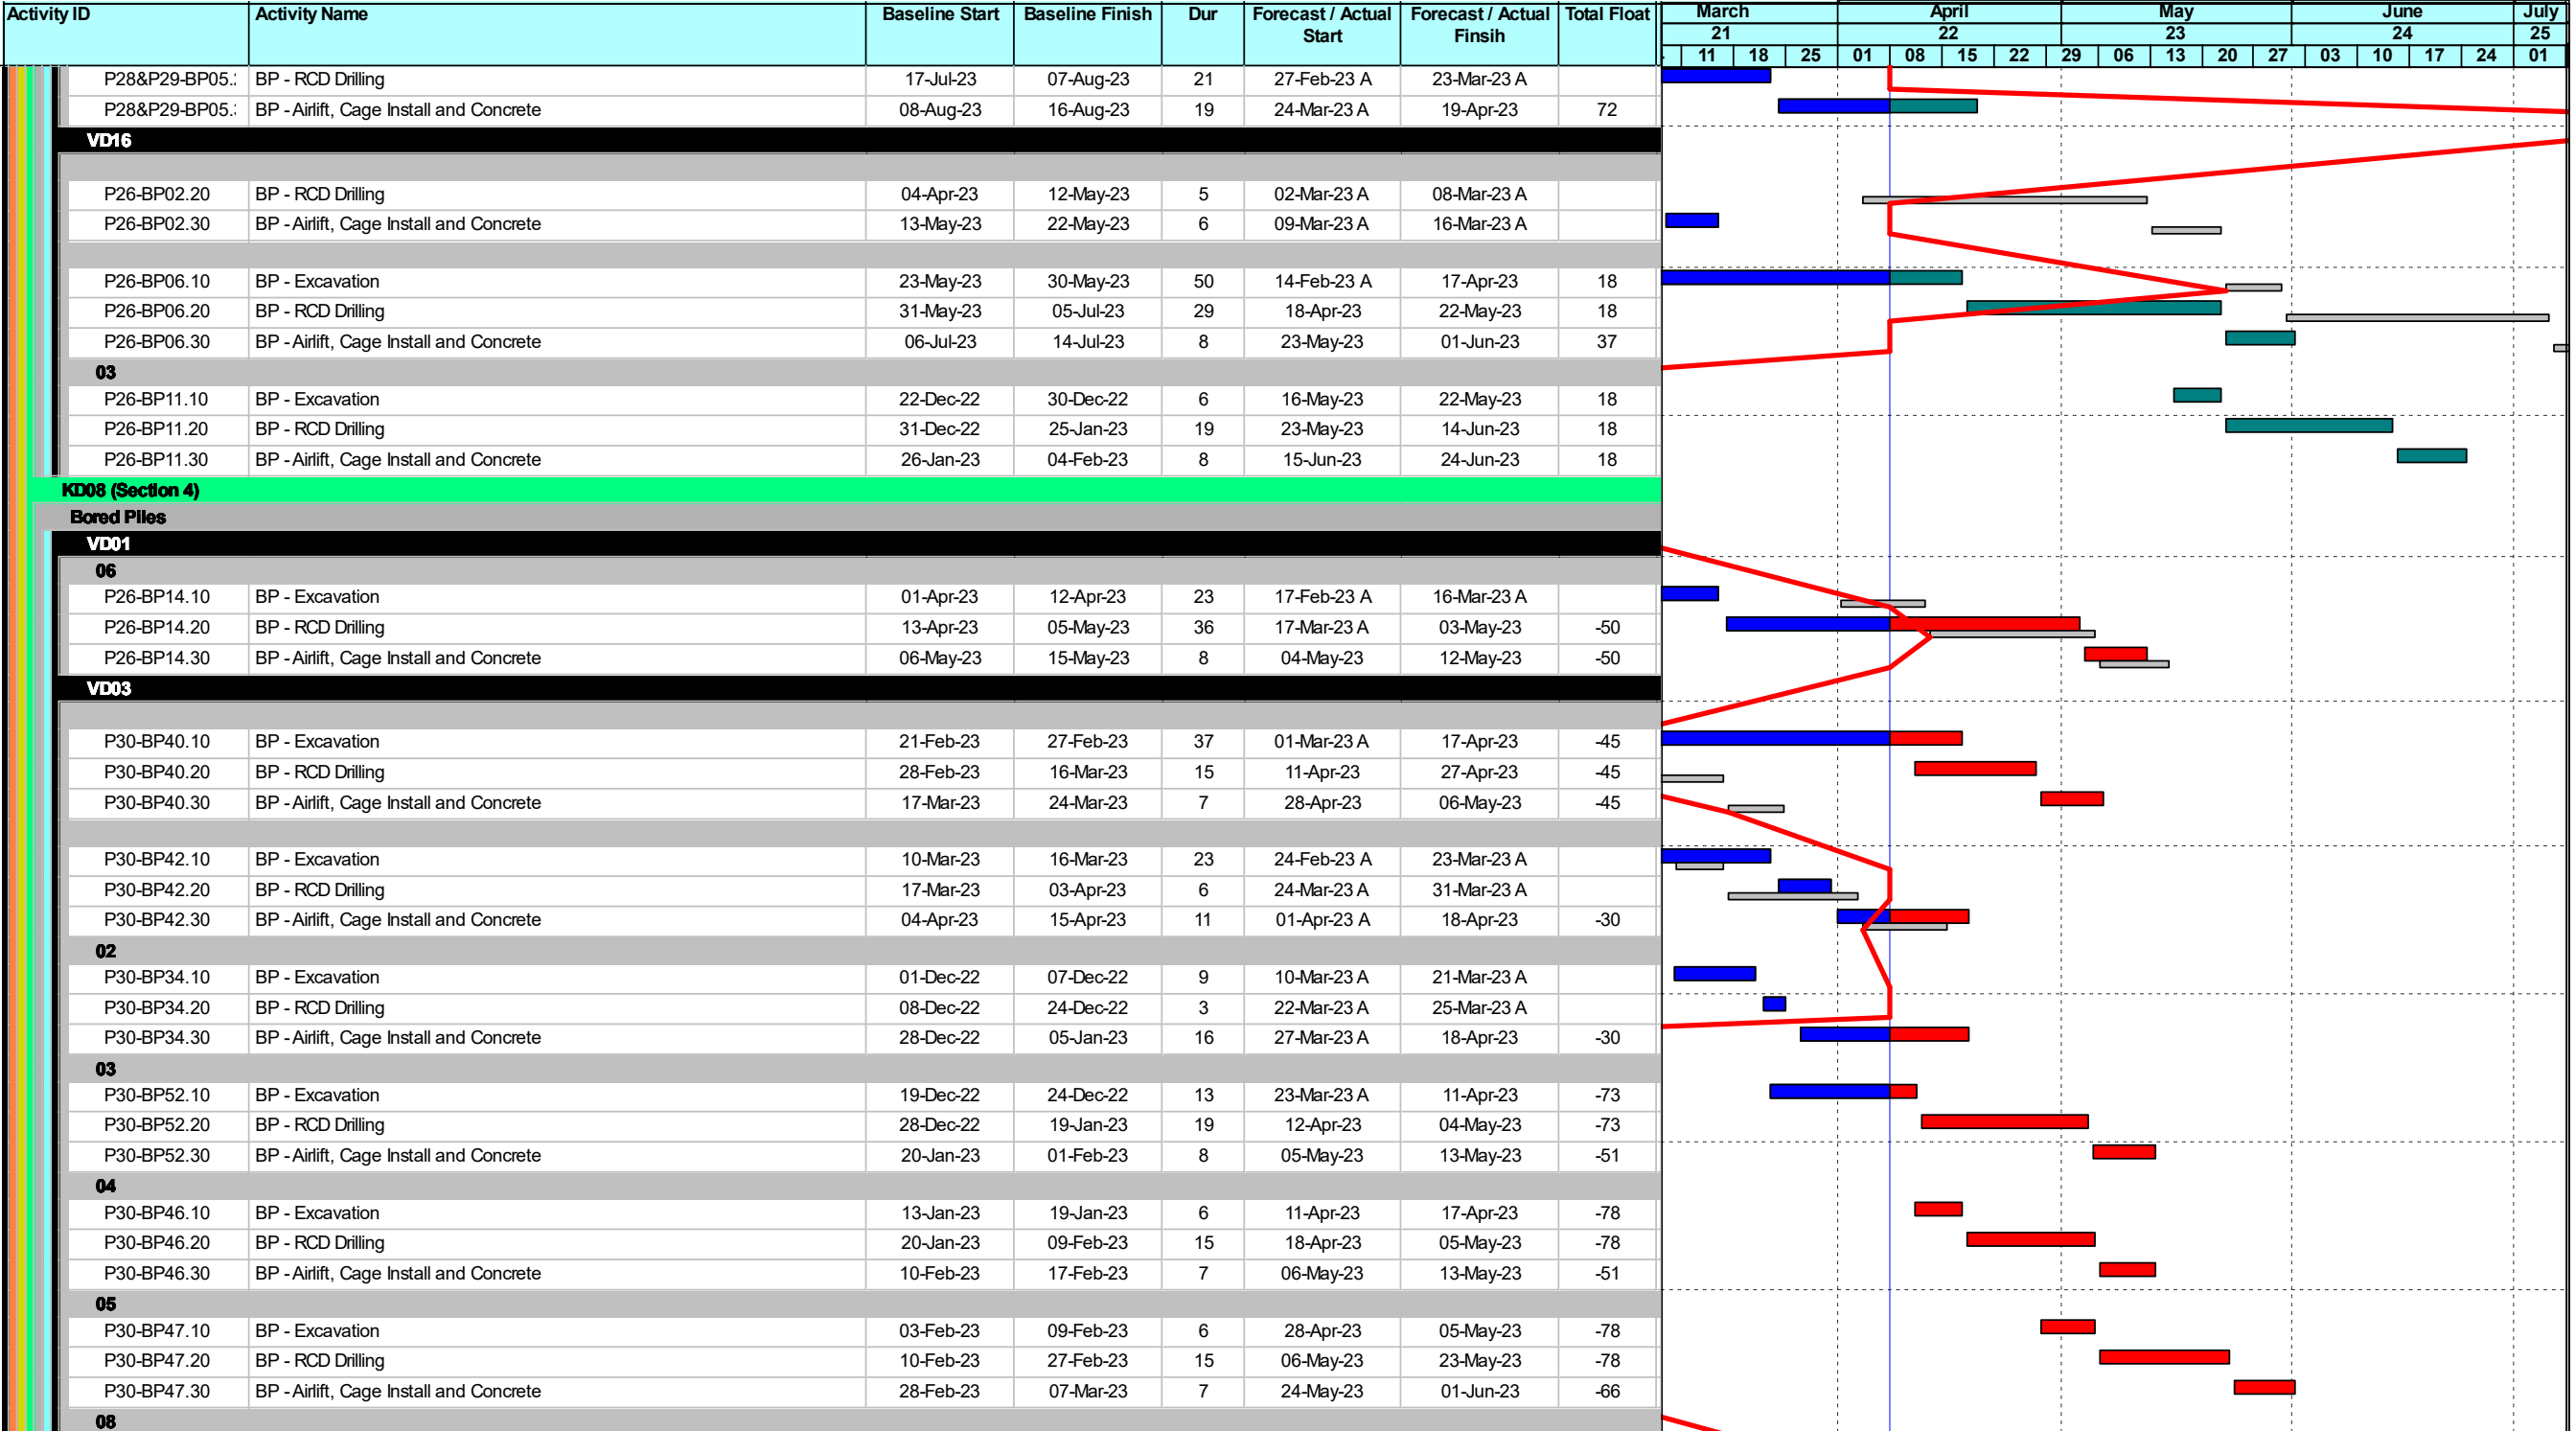 Activity ID Activity Name Baseline Start Baseline Finish Dur Forecast / Actual Start Forecast / Actual Finsih Total Float March April May June July
21 22 23 24 25
11 18 25 01 08 15 22 29 06 13 20 27 03 10 17 24 01
P28&P29-BP05. BP - RCD Drilling 17-Jul-23 07-Aug-23 21 27-Feb-23 A 23-Mar-23 A
P28&P29-BP05. BP - Airlift, Cage Install and Concrete 08-Aug-23 16-Aug-23 19 24-Mar-23 A 19-Apr-23 72
VD16
P26-BP02.20 BP - RCD Drilling 04-Apr-23 12-May-23 5 02-Mar-23 A 08-Mar-23 A
P26-BP02.30 BP - Airlift, Cage Install and Concrete 13-May-23 22-May-23 6 09-Mar-23 A 16-Mar-23 A
P26-BP06.10 BP - Excavation 23-May-23 30-May-23 50 14-Feb-23 A 17-Apr-23 18
P26-BP06.20 BP - RCD Drilling 31-May-23 05-Jul-23 29 18-Apr-23 22-May-23 18
P26-BP06.30 BP - Airlift, Cage Install and Concrete 06-Jul-23 14-Jul-23 8 23-May-23 01-Jun-23 37
03
P26-BP11.10 BP - Excavation 22-Dec-22 30-Dec-22 6 16-May-23 22-May-23 18
P26-BP11.20 BP - RCD Drilling 31-Dec-22 25-Jan-23 19 23-May-23 14-Jun-23 18
P26-BP11.30 BP - Airlift, Cage Install and Concrete 26-Jan-23 04-Feb-23 8 15-Jun-23 24-Jun-23 18
KD08 (Section 4)
Bored Piles
VD01
06
P26-BP14.10 BP - Excavation 01-Apr-23 12-Apr-23 23 17-Feb-23 A 16-Mar-23 A
P26-BP14.20 BP - RCD Drilling 13-Apr-23 05-May-23 36 17-Mar-23 A 03-May-23 -50
P26-BP14.30 BP - Airlift, Cage Install and Concrete 06-May-23 15-May-23 8 04-May-23 12-May-23 -50
VD03
P30-BP40.10 BP - Excavation 21-Feb-23 27-Feb-23 37 01-Mar-23 A 17-Apr-23 -45
P30-BP40.20 BP - RCD Drilling 28-Feb-23 16-Mar-23 15 11-Apr-23 27-Apr-23 -45
P30-BP40.30 BP - Airlift, Cage Install and Concrete 17-Mar-23 24-Mar-23 7 28-Apr-23 06-May-23 -45
P30-BP42.10 BP - Excavation 10-Mar-23 16-Mar-23 23 24-Feb-23 A 23-Mar-23 A
P30-BP42.20 BP - RCD Drilling 17-Mar-23 03-Apr-23 6 24-Mar-23 A 31-Mar-23 A
P30-BP42.30 BP - Airlift, Cage Install and Concrete 04-Apr-23 15-Apr-23 11 01-Apr-23 A 18-Apr-23 -30
02
P30-BP34.10 BP - Excavation 01-Dec-22 07-Dec-22 9 10-Mar-23 A 21-Mar-23 A
P30-BP34.20 BP - RCD Drilling 08-Dec-22 24-Dec-22 3 22-Mar-23 A 25-Mar-23 A
P30-BP34.30 BP - Airlift, Cage Install and Concrete 28-Dec-22 05-Jan-23 16 27-Mar-23 A 18-Apr-23 -30
03
P30-BP52.10 BP - Excavation 19-Dec-22 24-Dec-22 13 23-Mar-23 A 11-Apr-23 -73
P30-BP52.20 BP - RCD Drilling 28-Dec-22 19-Jan-23 19 12-Apr-23 04-May-23 -73
P30-BP52.30 BP - Airlift, Cage Install and Concrete 20-Jan-23 01-Feb-23 8 05-May-23 13-May-23 -51
04
P30-BP46.10 BP - Excavation 13-Jan-23 19-Jan-23 6 11-Apr-23 17-Apr-23 -78
P30-BP46.20 BP - RCD Drilling 20-Jan-23 09-Feb-23 15 18-Apr-23 05-May-23 -78
P30-BP46.30 BP - Airlift, Cage Install and Concrete 10-Feb-23 17-Feb-23 7 06-May-23 13-May-23 -51
05
P30-BP47.10 BP - Excavation 03-Feb-23 09-Feb-23 6 28-Apr-23 05-May-23 -78
P30-BP47.20 BP - RCD Drilling 10-Feb-23 27-Feb-23 15 06-May-23 23-May-23 -78
P30-BP47.30 BP - Airlift, Cage Install and Concrete 28-Feb-23 07-Mar-23 7 24-May-23 01-Jun-23 -66
08